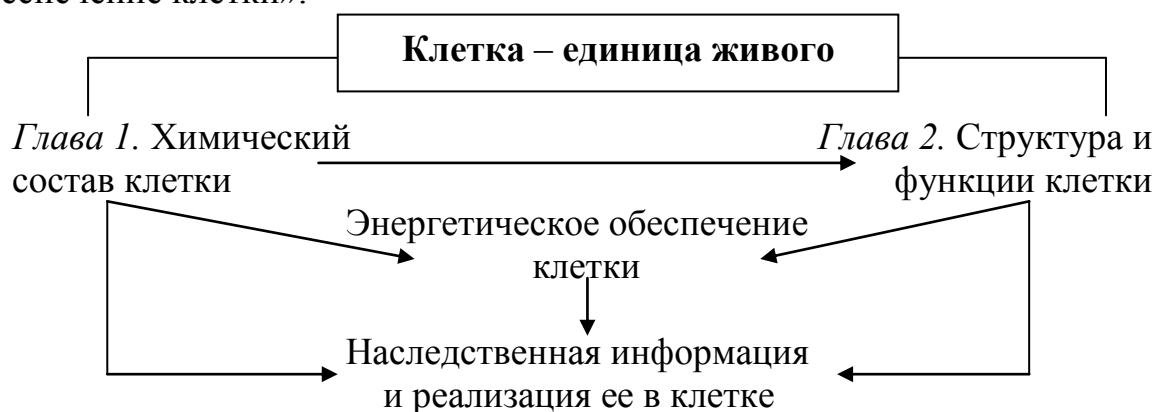 Клетка – единица живого
Глава 1. Химический
состав клетки
Глава 2. Структура и
функции клетки
Энергетическое обеспечение
клетки
Наследственная информация
и реализация ее в клетке